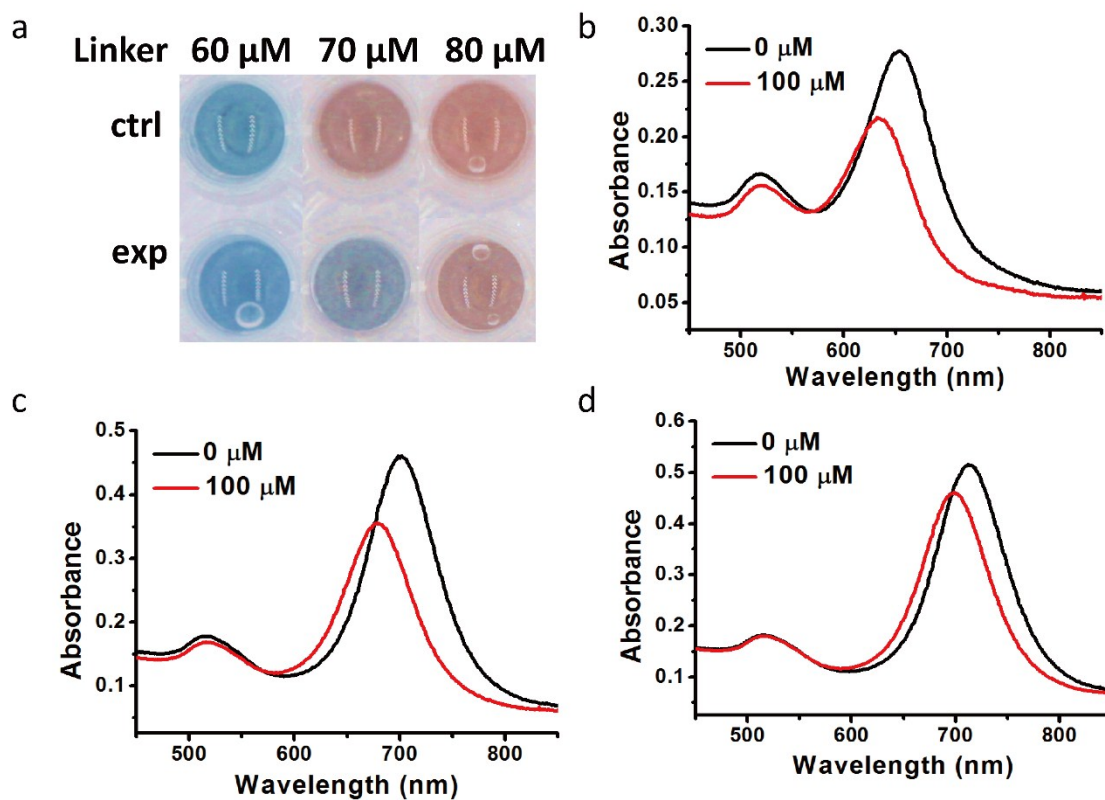 a
Linker 60 μM 70 μM 80 μM
ctrl
exp
b
0 μM
100 μM
0.30
0.25
0.20
0.15
0.10
0.05
Absorbance
500 600 700 800
Wavelength (nm)
c
0 μM
100 μM
0.5
0.4
0.3
0.2
0.1
Absorbance
500 600 700 800
Wavelength (nm)
d
0 μM
100 μM
0.6
0.5
0.4
0.3
0.2
0.1
Absorbance
500 600 700 800
Wavelength (nm)